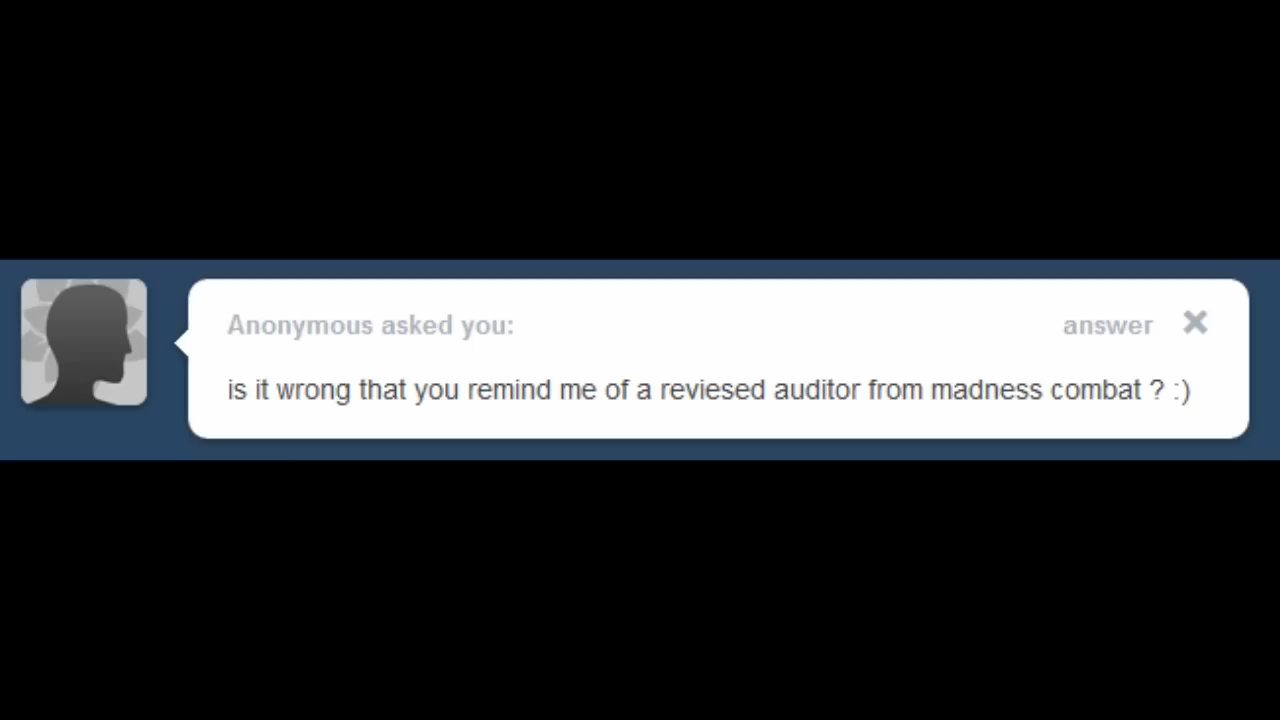 Anonymous asked you: answer
is it wrong that you remind me of a reviesed auditor from madness combat ? :)